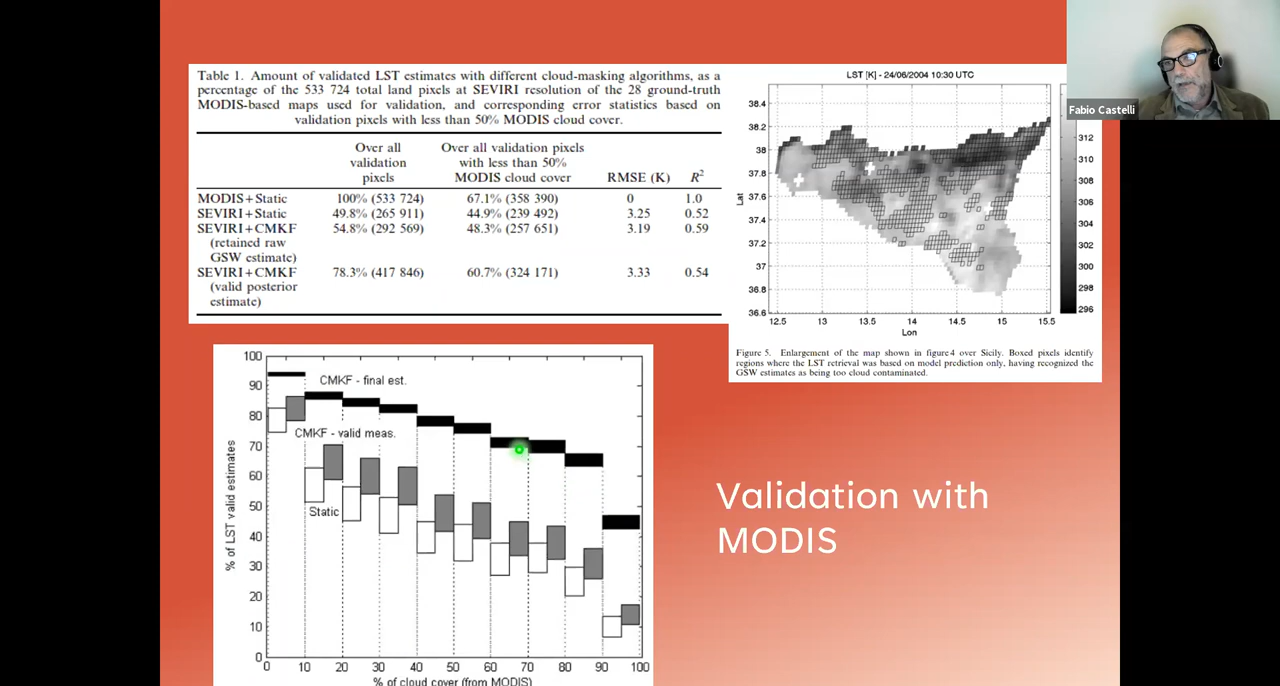 Table 1. Amount of validated LST estimates with different cloud-masking algorithms, as a
percentage of the 533 724 total land pixels at SEVIRI resolution of the 28 ground-truth
MODIS-based maps used for validation, and corresponding error statistics based on
validation pixels with less than 50% MODIS cloud cover.
Over all validation pixels
Over all validation pixels with less than 50% MODIS cloud cover
RMSE (K)
R²
MODIS + Static 100% (533 724) 67.1% (358 390) 0 1.0
SEVIRI + Static 49.8% (265 911) 44.9% (239 492) 3.25 0.52
SEVIRI + CMKF 54.8% (292 569) 48.3% (257 651) 3.19 0.59
(retained raw
GSW estimate)
SEVIRI + CMKF 78.3% (417 846) 60.7% (324 171) 3.33 0.54
(valid posterior
estimate)
LST [K] - 24/06/2004 10:30 UTC
38.4
38.2
38
37.8
37.6
37.4
37.2
37
36.8
36.6
Lat
12.5 13 13.5 14 14.5 15 15.5
Lon
312
310
308
306
304
302
300
298
296
Fabio Castelli
Figure 5. Enlargement of the map shown in figure 4 over Sicily. Boxed pixels identify
regions where the LST retrieval was based on model prediction only, having recognized the
GSW estimates as being too cloud contaminated.
100
90
80
70
60
50
40
30
20
10
0
% of LST valid estimates
CMKF - final est.
CMKF - valid meas.
Static
0 10 20 30 40 50 60 70 80 90 100
% of cloud cover (from MODIS)
Validation with
MODIS